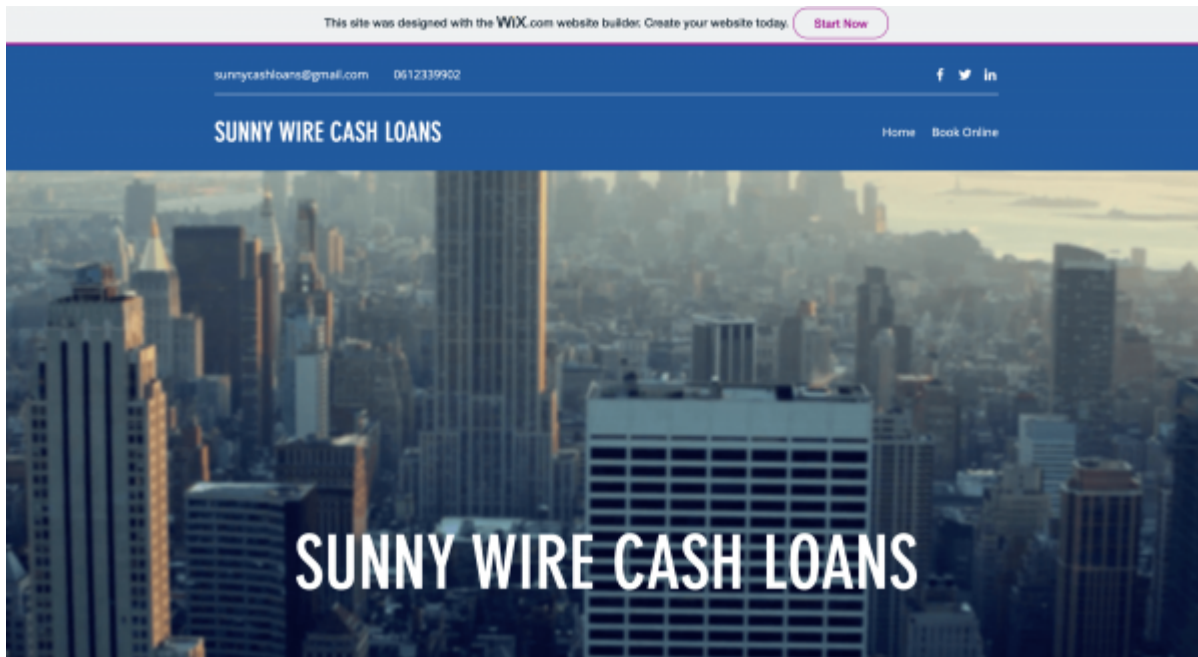 This site was designed with the WiX.com website builder. Create your website today. Start Now
sunnycashloans@gmail.com 0612339902
SUNNY WIRE CASH LOANS
Home Book Online
SUNNY WIRE CASH LOANS